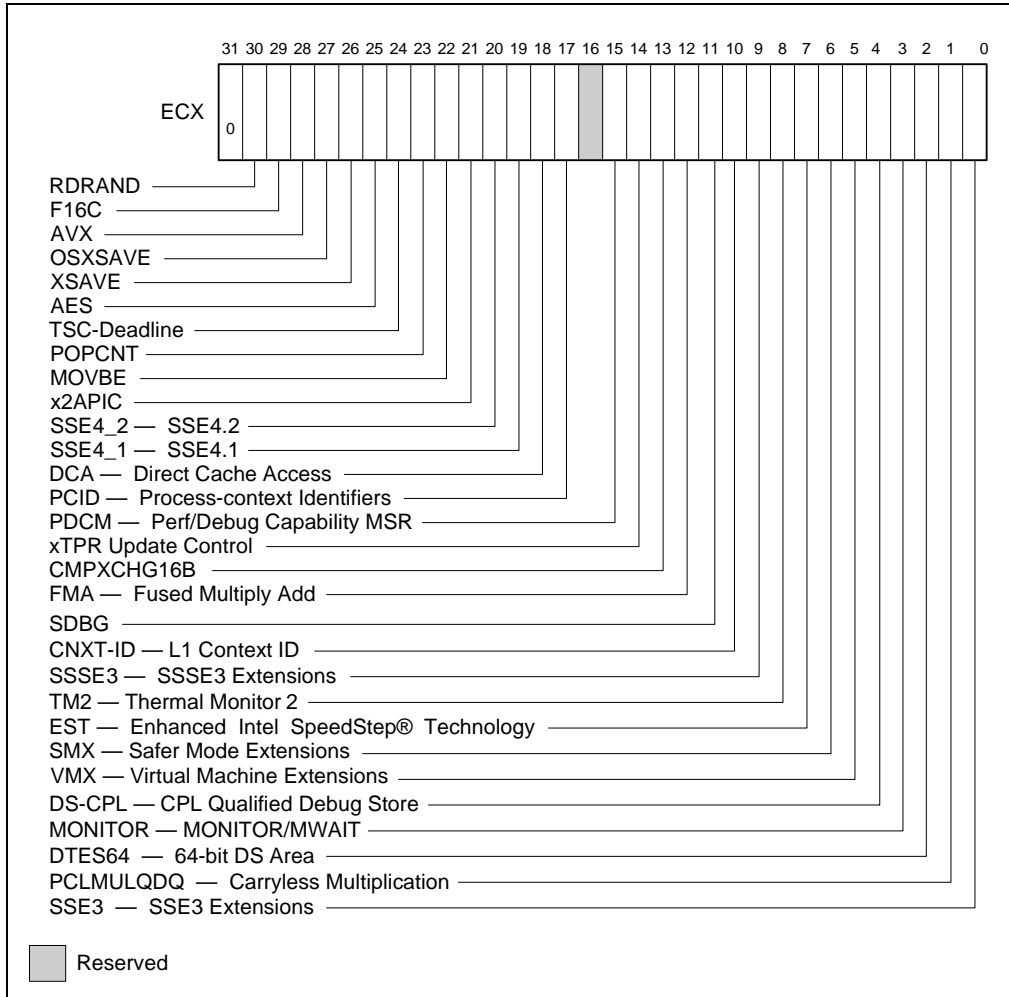 31 30 29 28 27 26 25 24 23 22 21 20 19 18 17 16 15 14 13 12 11 10 9 8 7 6 5 4 3 2 1 0
ECX
0
RDRAND
F16C
AVX
OSXSAVE
XSAVE
AES
TSC-Deadline
POPCNT
MOVBE
x2APIC
SSE4_2 — SSE4.2
SSE4_1 — SSE4.1
DCA — Direct Cache Access
PCID — Process-context Identifiers
PDCM — Perf/Debug Capability MSR
xTPR Update Control
CMPXCHG16B
FMA — Fused Multiply Add
SDBG
CNXT-ID — L1 Context ID
SSSE3 — SSSE3 Extensions
TM2 — Thermal Monitor 2
EST — Enhanced Intel SpeedStep® Technology
SMX — Safer Mode Extensions
VMX — Virtual Machine Extensions
DS-CPL — CPL Qualified Debug Store
MONITOR — MONITOR/MWAIT
DTES64 — 64-bit DS Area
PCLMULQDQ — Carryless Multiplication
SSE3 — SSE3 Extensions
Reserved